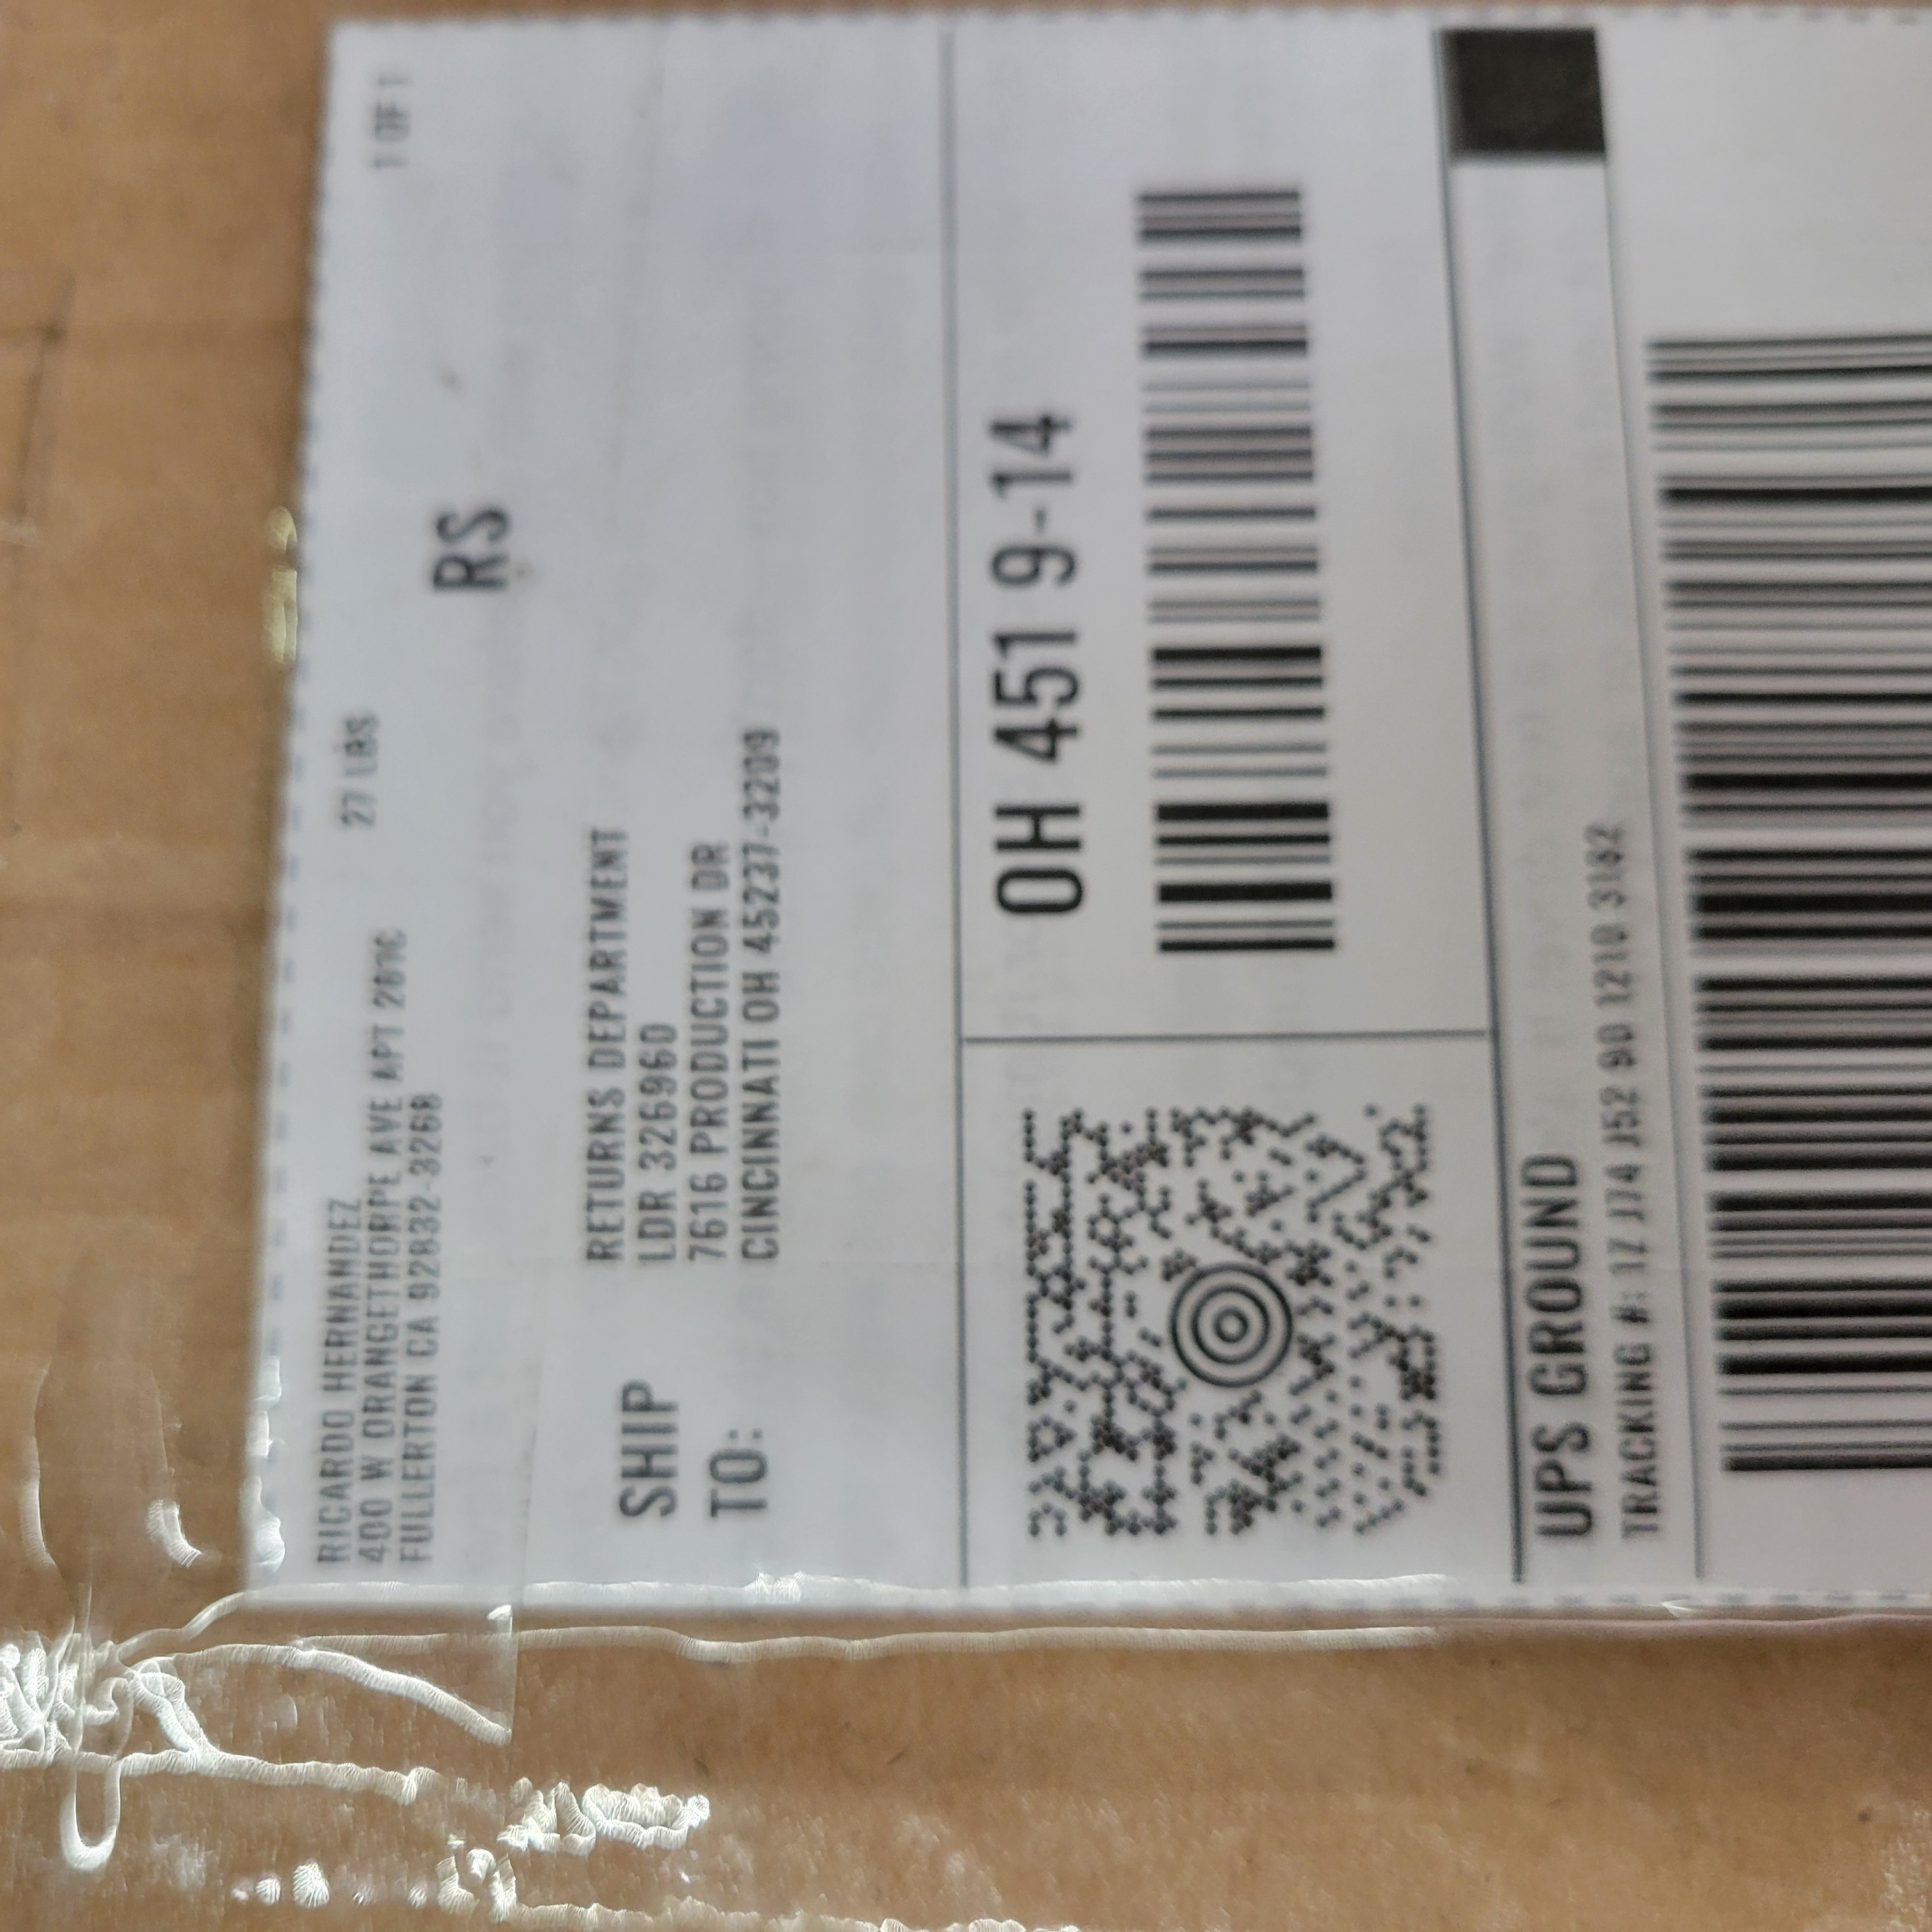 RICARDO HERNANDEZ
400 W ORANGETHORPE AVE APT 201C
FULLERTON CA 92832-3268
27 LBS
1 OF 1
RS
SHIP
TO:
RETURNS DEPARTMENT
LDR 326960
7616 PRODUCTION DR
CINCINNATI OH 45237-3209
OH 451 9-14
UPS GROUND
TRACKING #: 1Z J74 J52 90 1210 3182